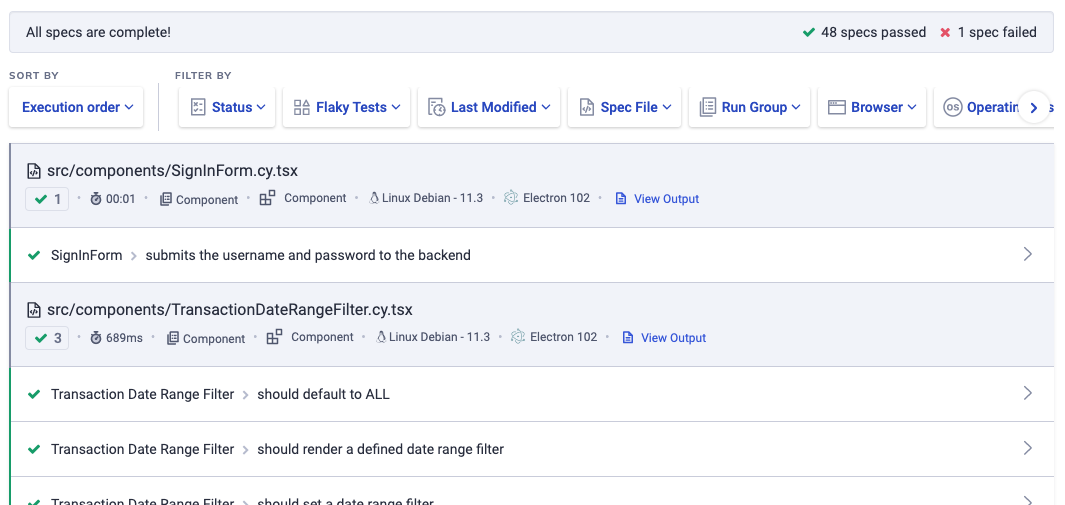 All specs are complete! 48 specs passed 1 spec failed
SORT BY FILTER BY
Execution order Status Flaky Tests Last Modified Spec File Run Group Browser OS
src/components/SignInForm.cy.tsx
1 00:01 Component Component Linux Debian - 11.3 Electron 102 View Output
SignInForm submits the username and password to the backend
src/components/TransactionDateRangeFilter.cy.tsx
3 689ms Component Component Linux Debian - 11.3 Electron 102 View Output
Transaction Date Range Filter should default to ALL
Transaction Date Range Filter should render a defined date range filter
Transaction Date Range Filter should set a date range filter